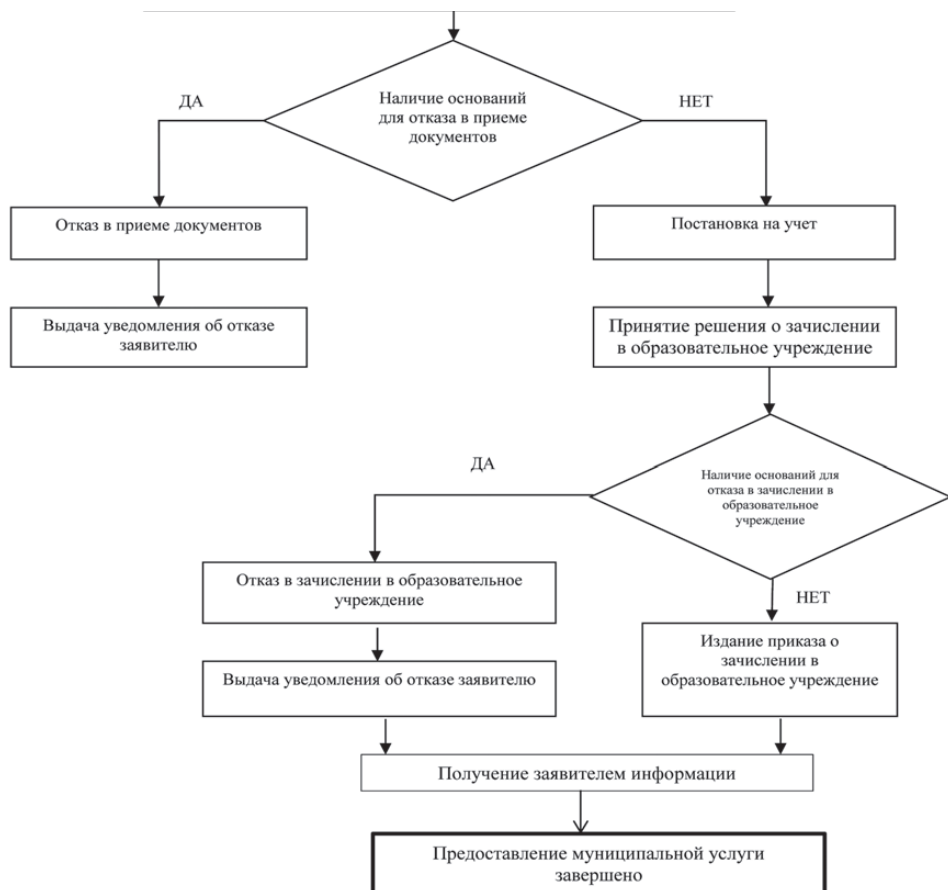 ДА
Наличие оснований
для отказа в приеме
документов
НЕТ
Отказ в приеме документов
Постановка на учет
Выдача уведомления об отказе
заявителю
Принятие решения о зачислении
в образовательное учреждение
ДА
Наличие оснований для
отказа в зачислении в
образовательное
учреждение
Отказ в зачислении в образовательное
учреждение
НЕТ
Издание приказа о
зачислении в
образовательное учреждение
Выдача уведомления об отказе заявителю
Получение заявителем информации
Предоставление муниципальной услуги
завершено